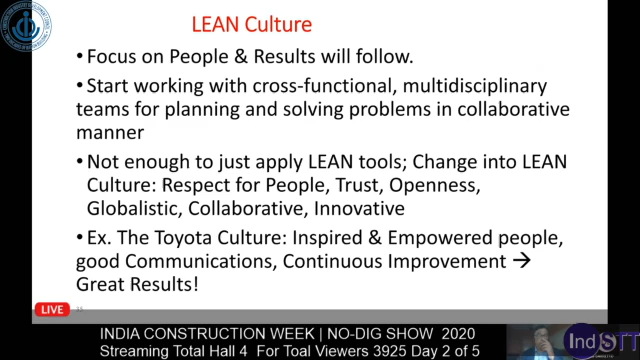 LEAN Culture
• Focus on People & Results will follow.
• Start working with cross-functional, multidisciplinary
teams for planning and solving problems in collaborative
manner
• Not enough to just apply LEAN tools; Change into LEAN
Culture: Respect for People, Trust, Openness,
Globalistic, Collaborative, Innovative
• Ex. The Toyota Culture: Inspired & Empowered people,
good Communications, Continuous Improvement →
Great Results!
LIVE
INDIA CONSTRUCTION WEEK | NO-DIG SHOW 2020
Streaming Total Hall 4 For Toal Viewers 3925 Day 2 of 5